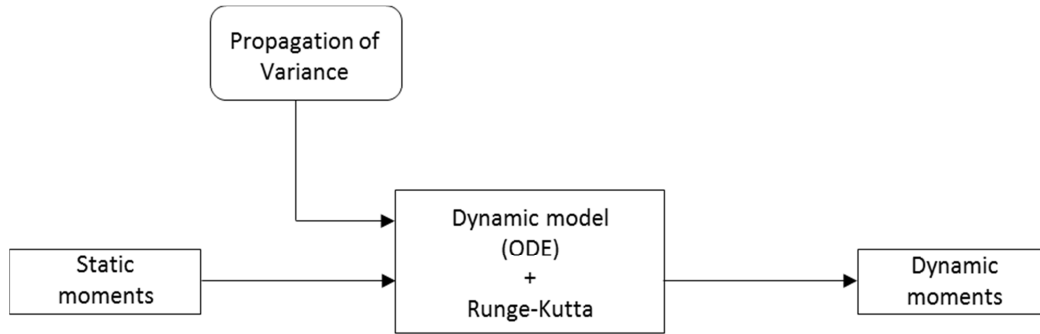 Propagation of
Variance
Dynamic model
(ODE)
+
Runge-Kutta
Static
moments
Dynamic
moments